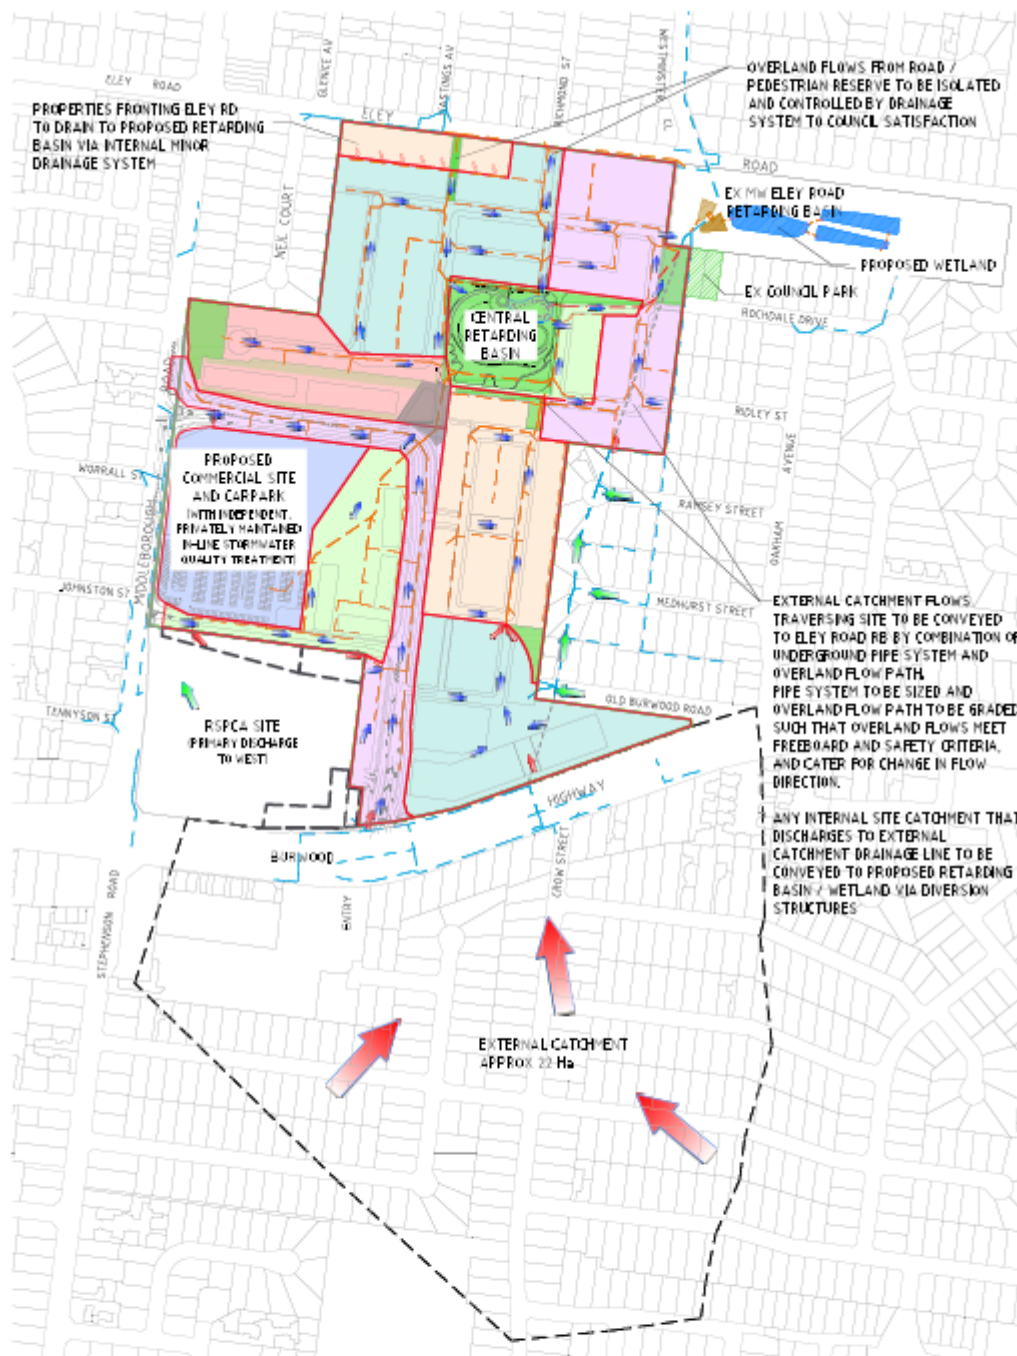 ELEY ROAD
GLENCE AV
HASTINGS AV
RICHMOND ST
WESTMINSTER
CL
OVERLAND FLOWS FROM ROAD /
PEDESTRIAN RESERVE TO BE ISOLATED
AND CONTROLLED BY DRAINAGE
SYSTEM TO COUNCIL SATISFACTION
PROPERTIES FRONTING ELEY RD
TO DRAIN TO PROPOSED RETARDING
BASIN VIA INTERNAL MINOR
DRAINAGE SYSTEM
ELEY
ROAD
EX MW ELEY ROAD
RETARDING BASIN
PROPOSED WETLAND
EX COUNCIL PARK
ROCHDALE DRIVE
COURT
CENTRAL
RETARDING
BASIN
ROAD
RIDLEY ST
AVENUE
OAKHAM
WORRALL ST
PROPOSED
COMMERCIAL SITE
AND CARPARK
(WITH INDEPENDENT,
PRIVATELY MAINTAINED
IN-LINE STORMWATER
QUALITY TREATMENT)
RAMSEY STREET
MIDDLEBOROUGH
JOHNSTON ST
MEDHURST STREET
EXTERNAL CATCHMENT FLOWS
TRAVERSING SITE TO BE CONVEYED
TO ELEY ROAD RB BY COMBINATION OF
UNDERGROUND PIPE SYSTEM AND
OVERLAND FLOW PATH.
PIPE SYSTEM TO BE SIZED AND
OVERLAND FLOW PATH TO BE GRADED
SUCH THAT OVERLAND FLOWS MEET
FREEBOARD AND SAFETY CRITERIA,
AND CATER FOR CHANGE IN FLOW
DIRECTION.
TENNYSON ST
RSPCA SITE
(PRIMARY DISCHARGE
TO WEST)
OLD BURWOOD ROAD
HIGHWAY
ANY INTERNAL SITE CATCHMENT THAT
DISCHARGES TO EXTERNAL
CATCHMENT DRAINAGE LINE TO BE
CONVEYED TO PROPOSED RETARDING
BASIN / WETLAND VIA DIVERSION
STRUCTURES
BURWOOD
STEPHENSON ROAD
ENTRY
CROW STREET
EXTERNAL CATCHMENT
APPROX 22 Ha